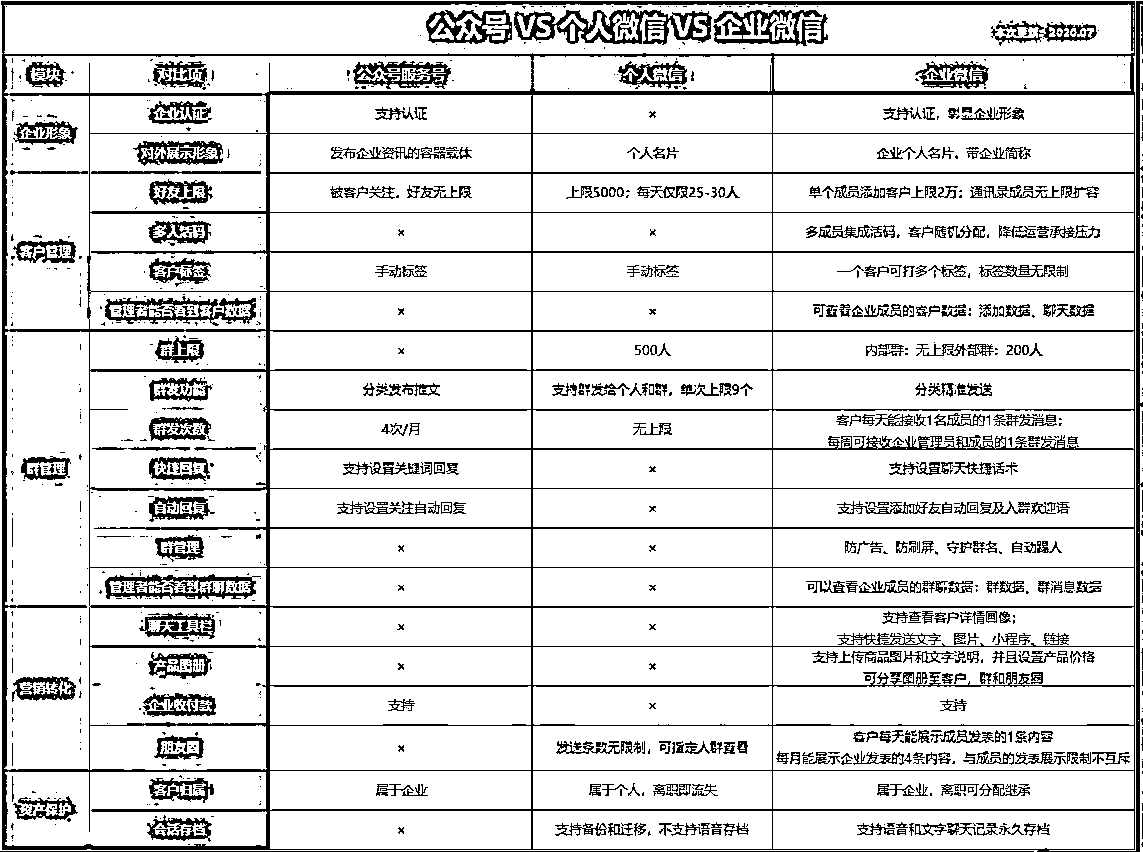 公众号 VS 个人微信 VS 企业微信
本次更新：2020.07
模块 对比项 公众号服务号 个人微信 企业微信
企业形象
企业认证 支持认证 × 支持认证，彰显企业形象
对外展示形象 发布企业资讯的容器载体 个人名片 企业个人名片，带企业简称
客户管理
好友上限 被客户关注，好友无上限 上限5000；每天仅限25-30人 单个成员添加客户上限2万；通讯录成员无上限扩容
多人活码 × × 多成员集成活码，客户随机分配，降低运营承接压力
客户标签 手动标签 手动标签 一个客户可打多个标签，标签数量无限制
管理者能否看到客户数据 × × 可查看企业成员的客户数据：添加数据、聊天数据
群管理
群上限 × 500人 内部群：无上限外部群：200人
群发功能 分类发布推文 支持群发给个人和群，单次上限9个 分类精准发送
群发次数 4次/月 无上限 客户每天能接收1名成员的1条群发消息；
每周可接收企业管理员和成员的1条群发消息
快捷回复 支持设置关键词回复 × 支持设置聊天快捷话术
自动回复 支持设置关注自动回复 × 支持设置添加好友自动回复及入群欢迎语
群管理 × × 防广告、防刷屏、守护群名、自动踢人
管理者能否看到群聊数据 × × 可以查看企业成员的群聊数据：群数据、群消息数据
营销转化
聊天工具栏 × × 支持查看客户详情画像；
支持快捷发送文字、图片、小程序、链接
产品图册 × × 支持上传商品图片和文字说明，并且设置产品价格
可分享图册至客户，群和朋友圈
企业收付款 支持 × 支持
朋友圈 × 发送条数无限制，可指定人群查看 客户每天能展示成员发表的1条内容
每月能展示企业发表的4条内容，与成员的发表展示限制不互斥
资产保护
客户归属 属于企业 属于个人，离职即流失 属于企业，离职可分配继承
会话存档 × 支持备份和迁移，不支持语音存档 支持语音和文字聊天记录永久存档